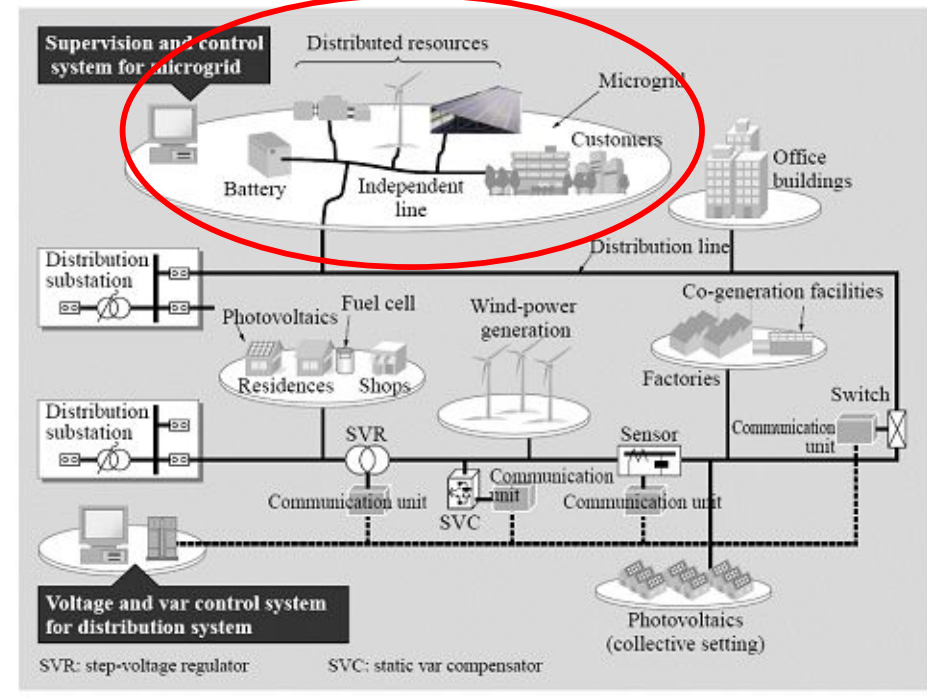 Supervision and control
system for microgrid
Distributed resources
Microgrid
Customers
Battery
Independent
line
Office
buildings
Distribution line
Distribution
substation
Photovoltaics
Fuel cell
Residences
Shops
Wind-power
generation
Co-generation facilities
Factories
Switch
Distribution
substation
SVR
Sensor
Communication
unit
Communication unit
SVC
Communication
unit
Communication unit
Voltage and var control system
for distribution system
Photovoltaics
(collective setting)
SVR: step-voltage regulator
SVC: static var compensator